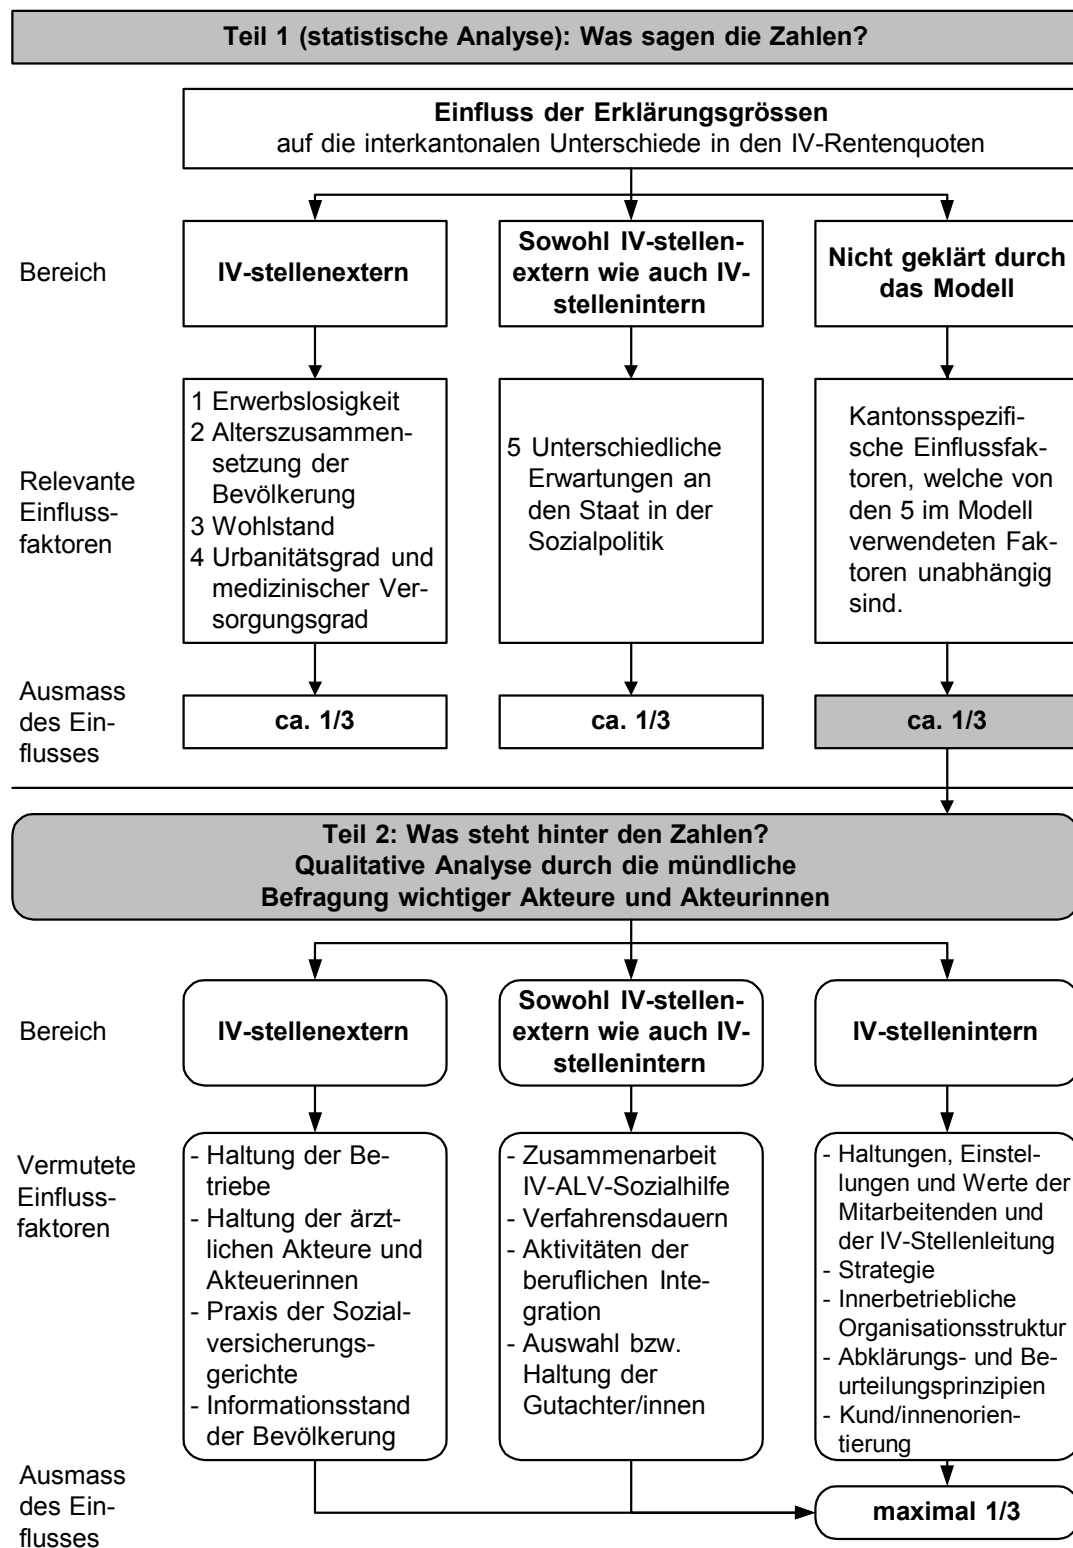 Teil 1 (statistische Analyse): Was sagen die Zahlen?
Einfluss der Erklärungsgrössen
auf die interkantonalen Unterschiede in den IV-Rentenquoten
Bereich
IV-stellenextern
Sowohl IV-stellen-
extern wie auch IV-
stellenintern
Nicht geklärt durch
das Modell
Relevante
Einfluss-
faktoren
1 Erwerbslosigkeit
2 Alterszusammen-
setzung der
Bevölkerung
3 Wohlstand
4 Urbanitätsgrad und
medizinischer Ver-
sorgungsgrad
5 Unterschiedliche
Erwartungen an
den Staat in der
Sozialpolitik
Kantonsspezifi-
sche Einflussfak-
toren, welche von
den 5 im Modell
verwendeten Fak-
toren unabhängig
sind.
Ausmass
des Ein-
flusses
ca. 1/3
ca. 1/3
ca. 1/3
Teil 2: Was steht hinter den Zahlen?
Qualitative Analyse durch die mündliche
Befragung wichtiger Akteure und Akteurinnen
Bereich
IV-stellenextern
Sowohl IV-stellen-
extern wie auch IV-
stellenintern
IV-stellenintern
Vermutete
Einfluss-
faktoren
- Haltung der Be-
triebe
- Haltung der ärzt-
lichen Akteure und
Akteuerinnen
- Praxis der Sozial-
versicherungs-
gerichte
- Informationsstand
der Bevölkerung
- Zusammenarbeit
IV-ALV-Sozialhilfe
- Verfahrensdauern
- Aktivitäten der
beruflichen Inte-
gration
- Auswahl bzw.
Haltung der
Gutachter/innen
- Haltungen, Einstel-
lungen und Werte der
Mitarbeitenden und
der IV-Stellenleitung
- Strategie
- Innerbetriebliche
Organisationsstruktur
- Abklärungs- und Be-
urteilungsprinzipien
- Kund/innenorien-
tierung
Ausmass
des Ein-
flusses
maximal 1/3